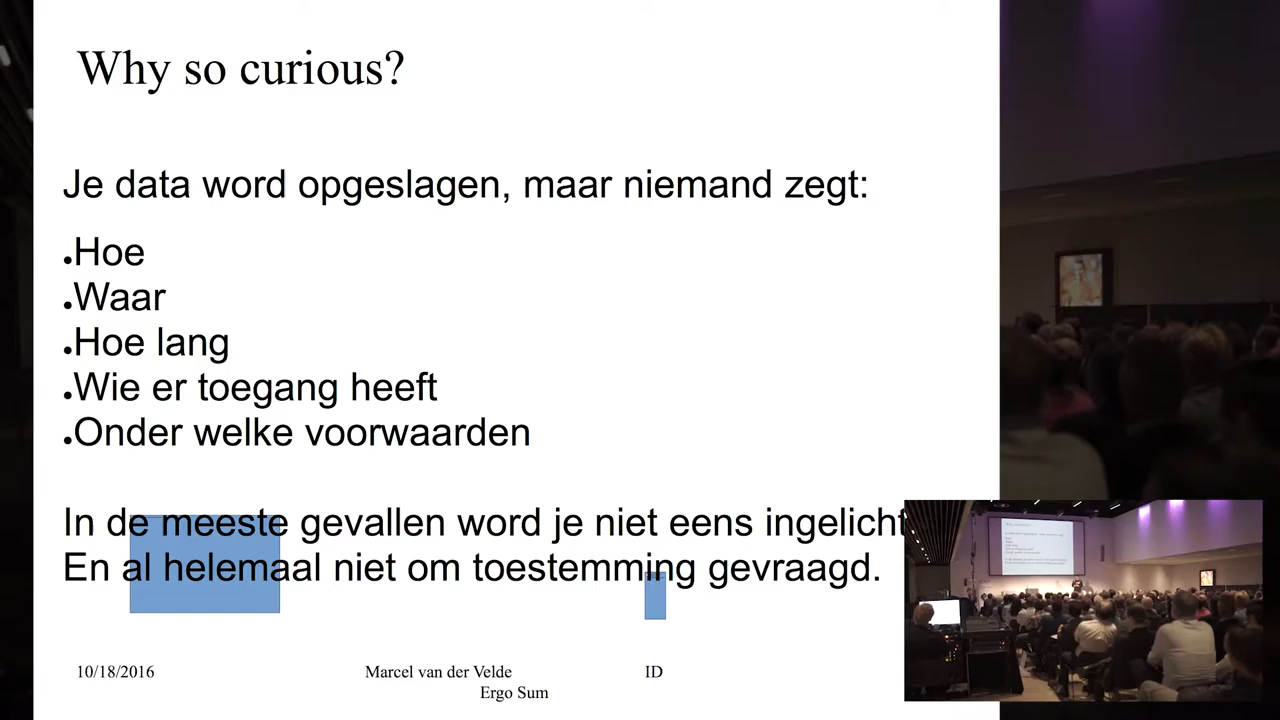 Why so curious?
Je data word opgeslagen, maar niemand zegt:
●Hoe
●Waar
●Hoe lang
●Wie er toegang heeft
●Onder welke voorwaarden
In de meeste gevallen word je niet eens ingelicht
En al helemaal niet om toestemming gevraagd.
10/18/2016
Marcel van der Velde
Ergo Sum
ID